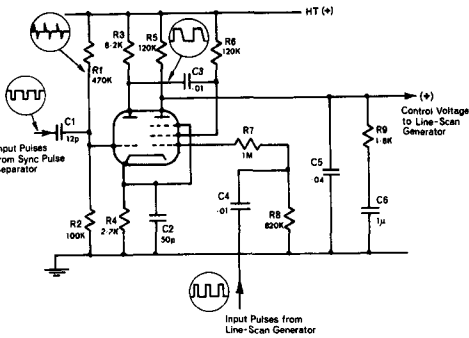 HT (+)
R1
470K
R3
8·2K
R5
120K
R6
120K
C3
·01
C1
12p
Input Pulses
from Sync Pulse
Separator
(+)
Control Voltage
to Line-Scan
Generator
R7
1M
R9
1·8K
C5
·04
C6
1μ
C4
·01
R8
820K
R2
100K
R4
2·7K
C2
50p
Input Pulses from
Line-Scan Generator